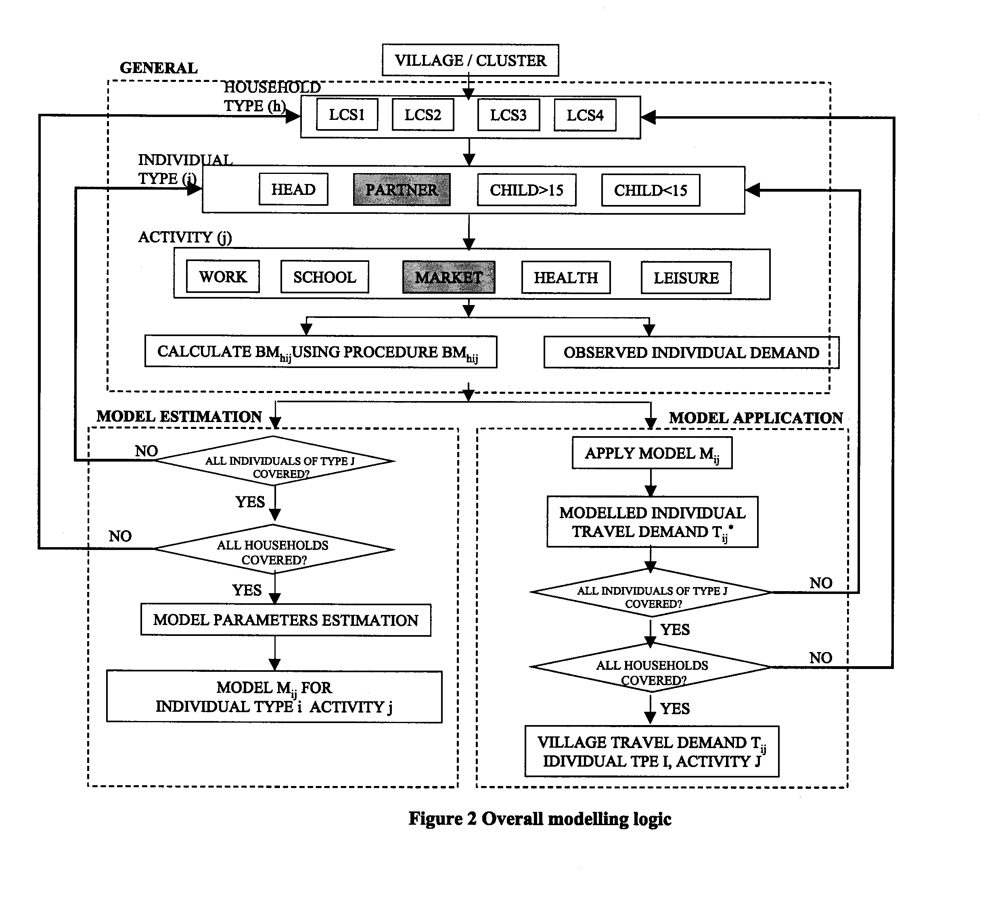 VILLAGE / CLUSTER
GENERAL
HOUSEHOLD
TYPE (h)
LCS1 LCS2 LCS3 LCS4
INDIVIDUAL
TYPE (i)
HEAD PARTNER CHILD>15 CHILD<15
ACTIVITY (j)
WORK SCHOOL MARKET HEALTH LEISURE
CALCULATE BMhij USING PROCEDURE BMhij
OBSERVED INDIVIDUAL DEMAND
MODEL ESTIMATION
NO
ALL INDIVIDUALS OF TYPE J
COVERED?
YES
NO
ALL HOUSEHOLDS
COVERED?
YES
MODEL PARAMETERS ESTIMATION
MODEL Mij FOR
INDIVIDUAL TYPE i ACTIVITY j
MODEL APPLICATION
APPLY MODEL Mij
MODELLED INDIVIDUAL
TRAVEL DEMAND Tij*
ALL INDIVIDUALS OF TYPE J
COVERED?
NO
YES
ALL HOUSEHOLDS
COVERED?
NO
YES
VILLAGE TRAVEL DEMAND Tij
IDIVIDUAL TPE I, ACTIVITY J
Figure 2 Overall modelling logic